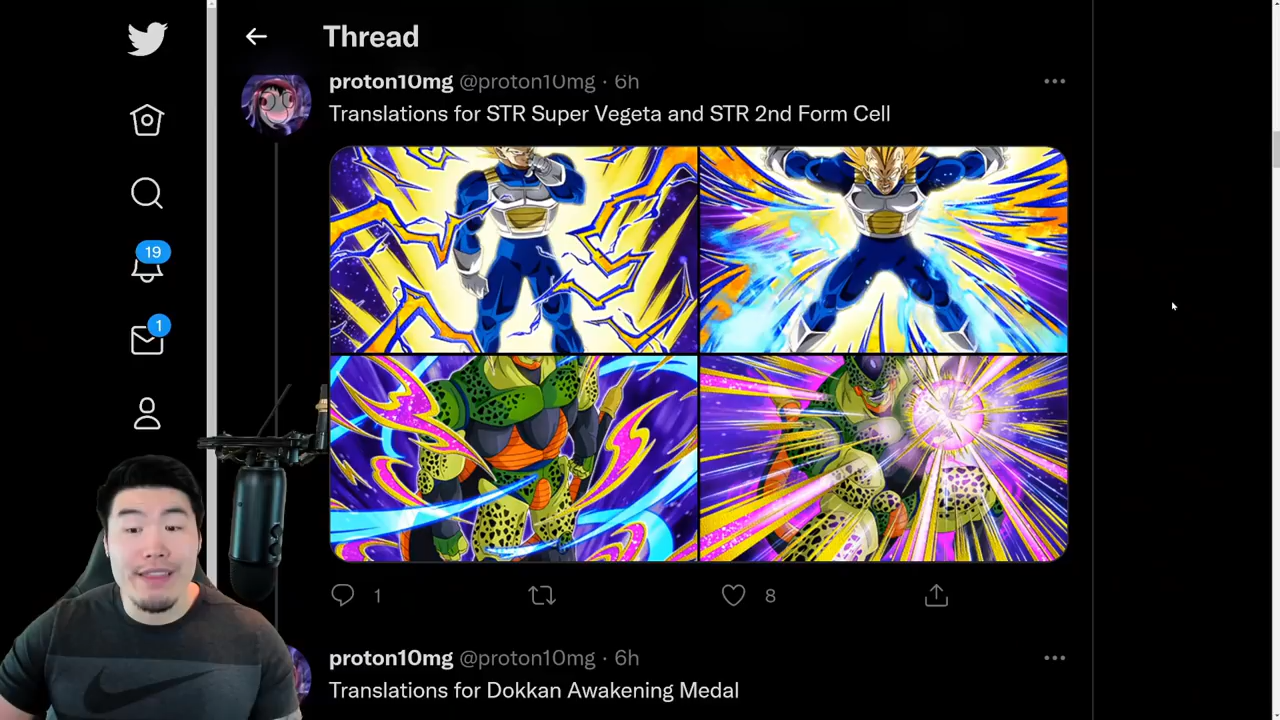 Thread
proton10mg @proton10mg · 6h
Translations for STR Super Vegeta and STR 2nd Form Cell
19
1
1
8
proton10mg @proton10mg · 6h
Translations for Dokkan Awakening Medal